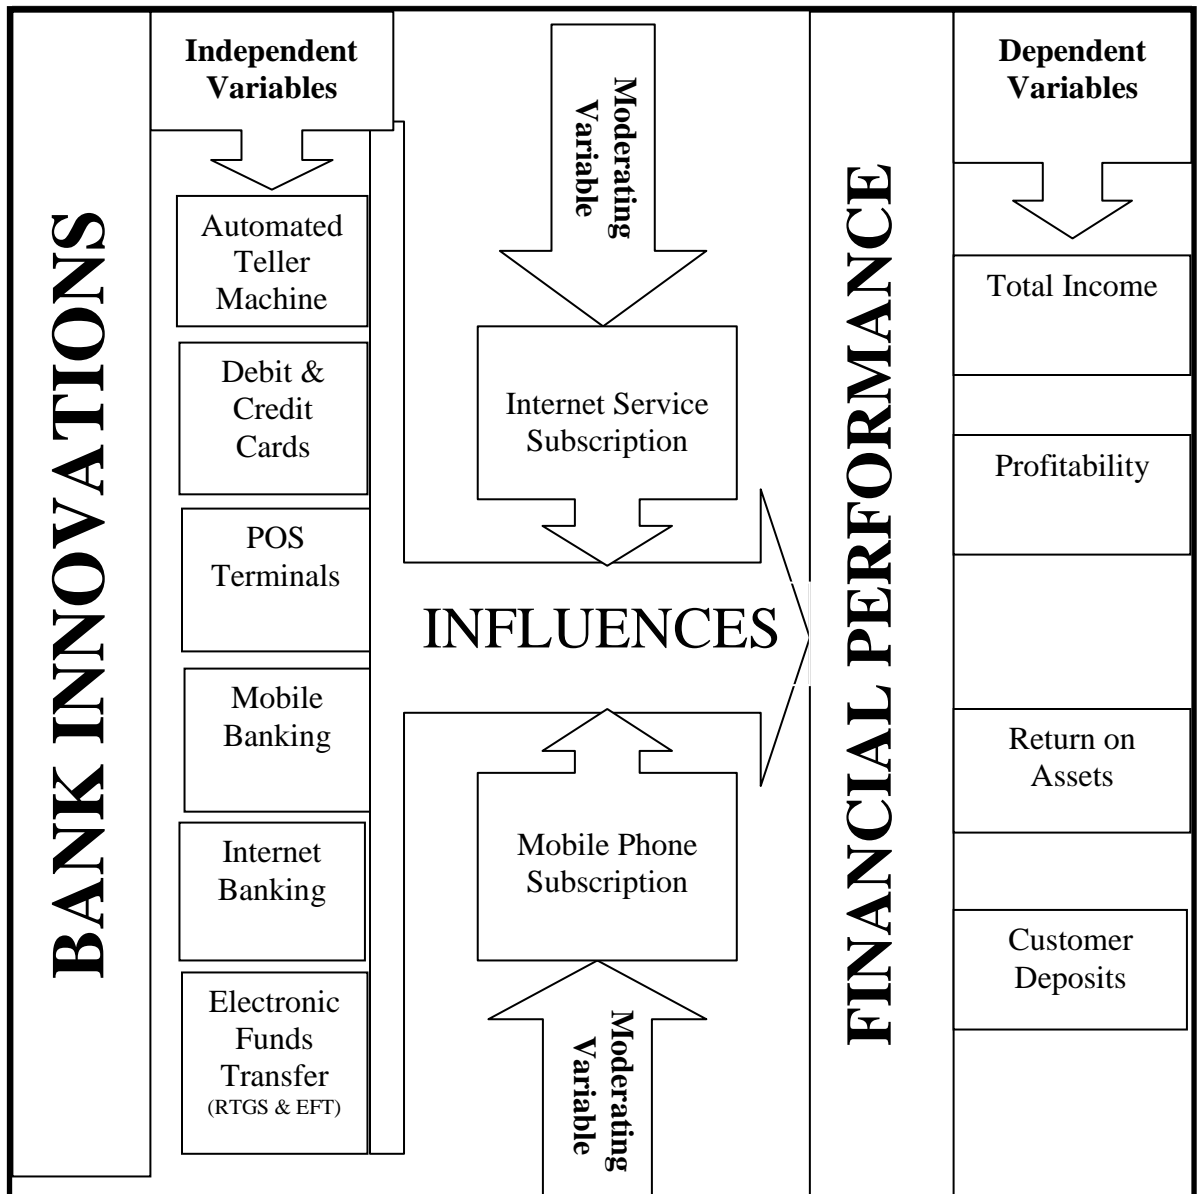 BANK INNOVATIONS
Independent
Variables
Automated
Teller
Machine
Debit &
Credit
Cards
POS
Terminals
Mobile
Banking
Internet
Banking
Electronic
Funds
Transfer
(RTGS & EFT)
Moderating
Variable
Internet Service
Subscription
INFLUENCES
Mobile Phone
Subscription
Moderating
Variable
FINANCIAL PERFORMANCE
Dependent
Variables
Total Income
Profitability
Return on
Assets
Customer
Deposits